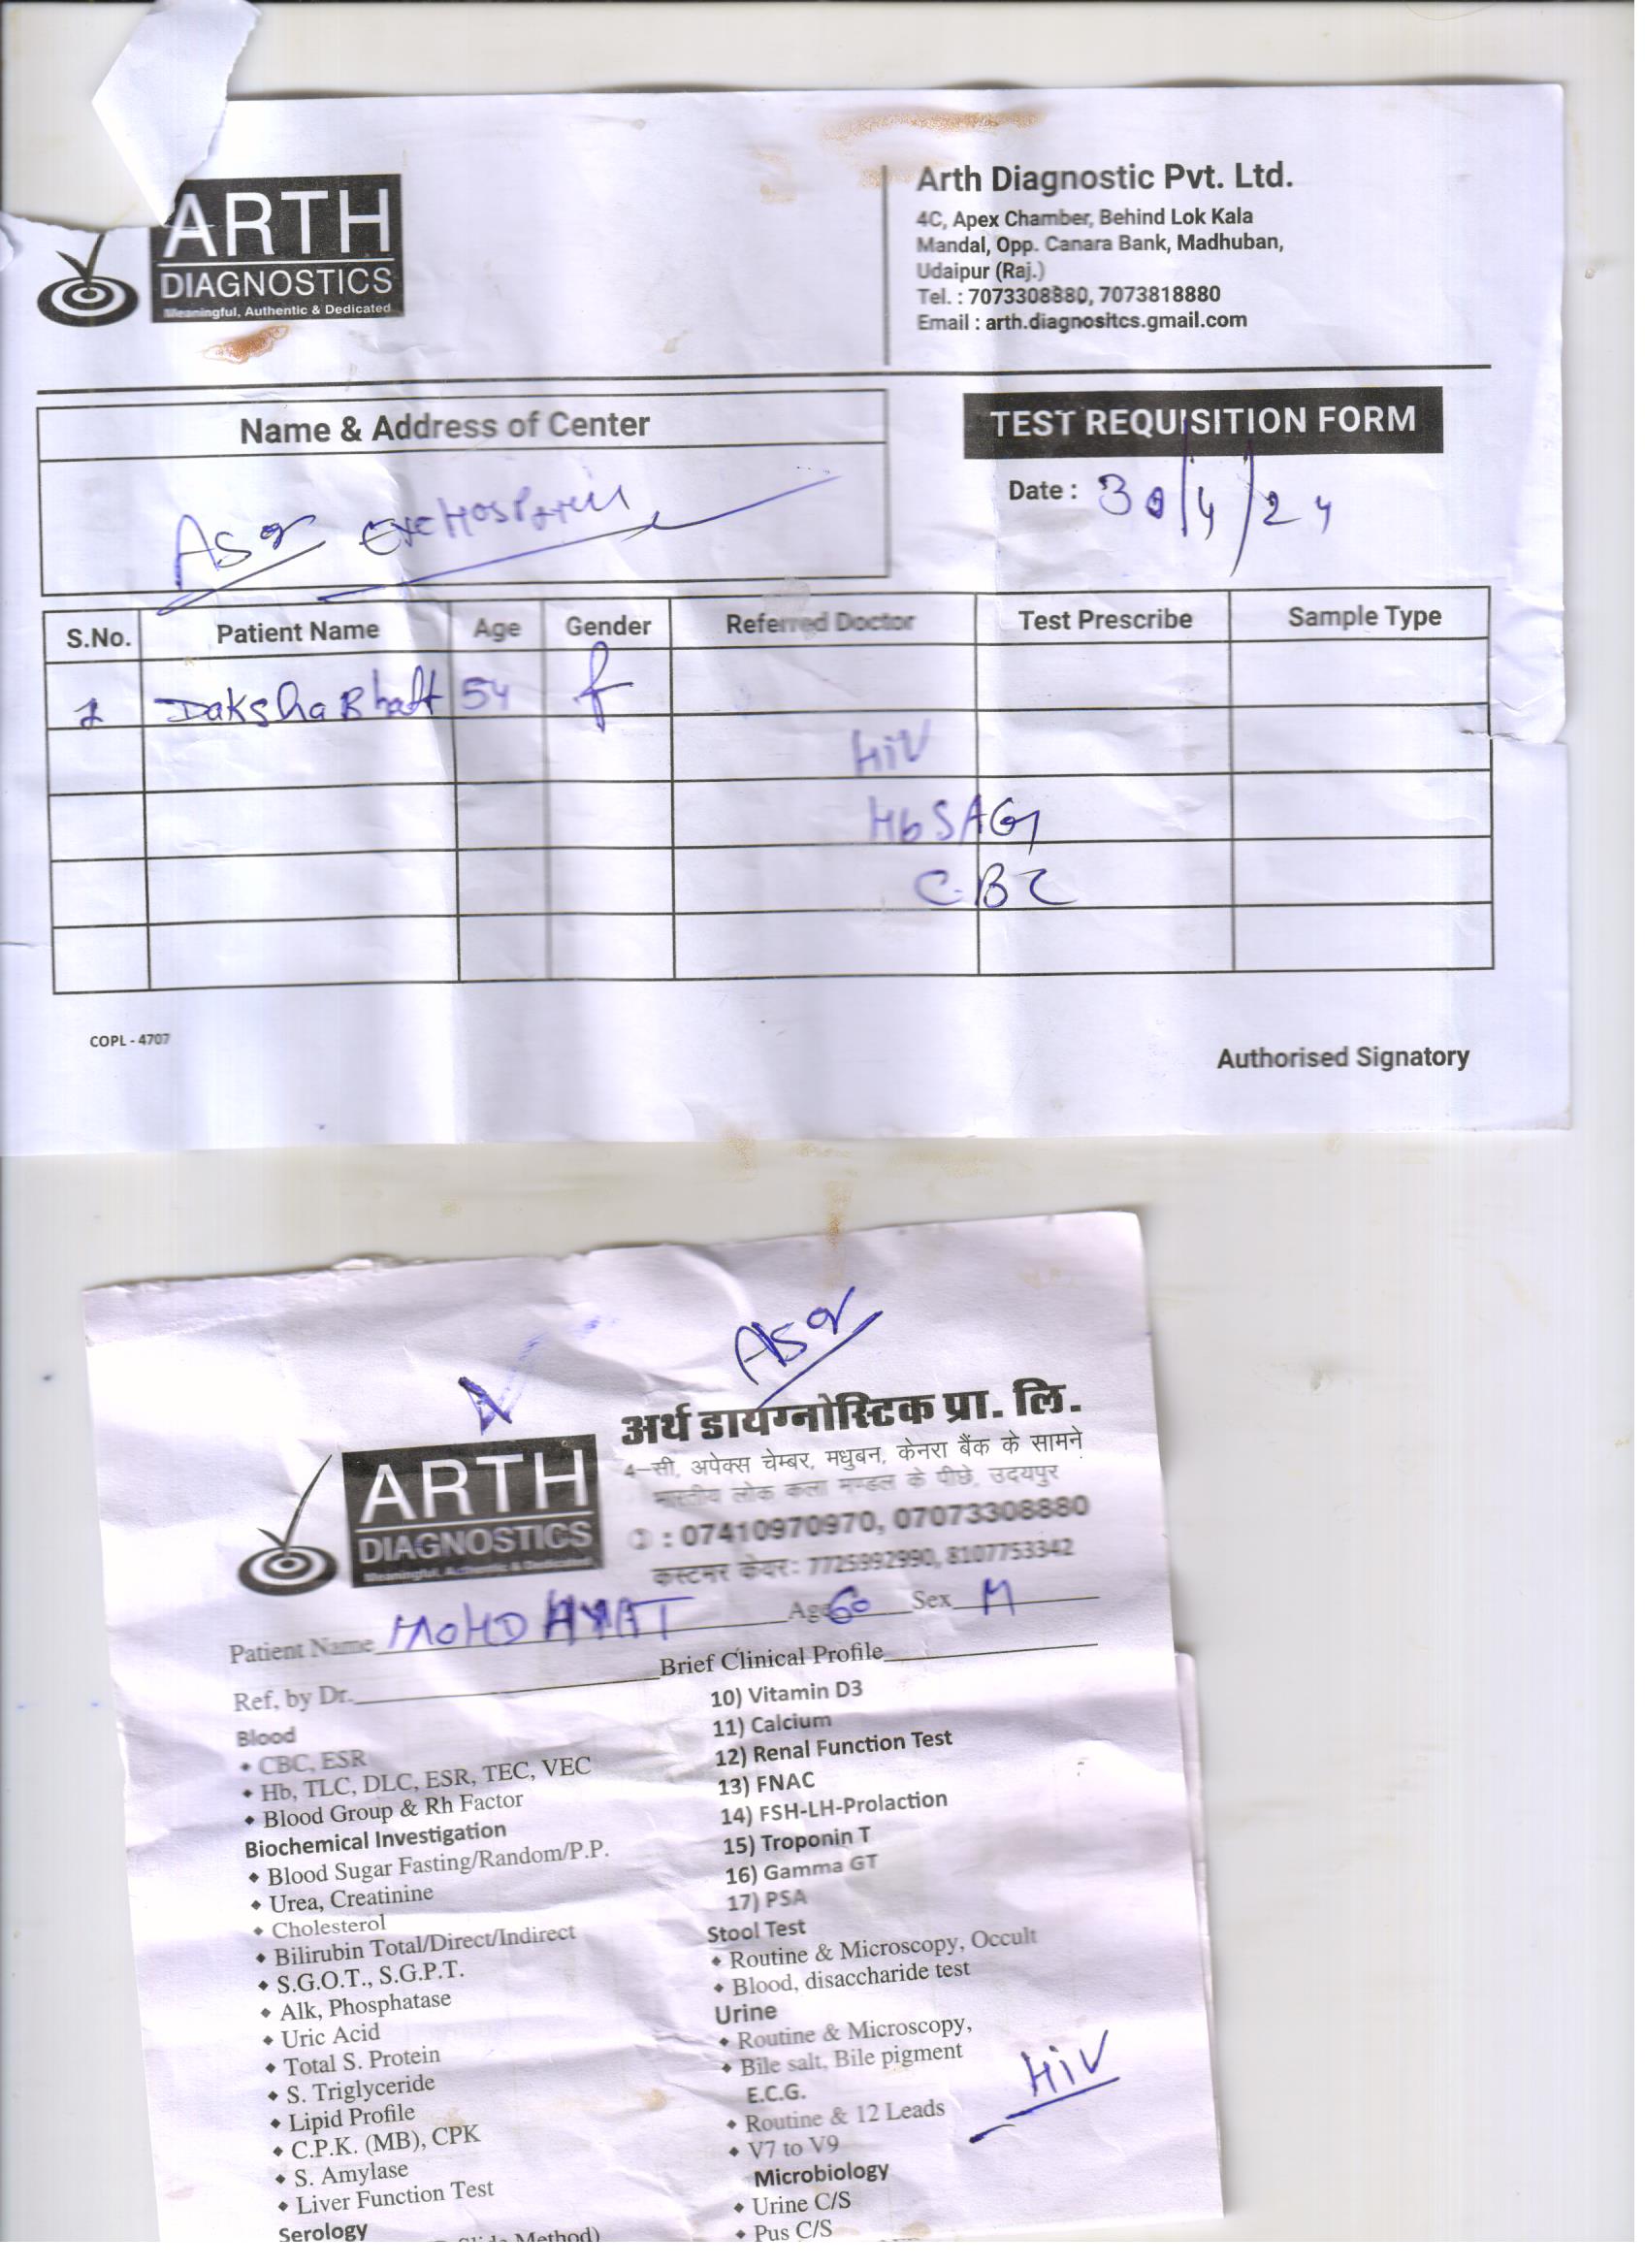 ARTH
DIAGNOSTICS
Meaningful, Authentic & Dedicated
Arth Diagnostic Pvt. Ltd.
4C, Apex Chamber, Behind Lok Kala
Mandal, Opp. Canara Bank, Madhuban,
Udaipur (Raj.)
Tel. : 7073308880, 7073818880
Email : arth.diagnositcs.gmail.com
Name & Address of Center
TEST REQUISITION FORM
Date : 30/4/24
S.No. Patient Name Age Gender Referred Doctor Test Prescribe Sample Type
1 Daksha Bhatt 54 f
HiV
HbSAG
CBC
COPL - 4707
Authorised Signatory
अर्थ डायग्नोस्टिक प्रा. लि.
4–सी, अपेक्स चेम्बर, मधुबन, केनरा बैंक के सामने
भारतीय लोक कला मण्डल के पीछे, उदयपुर
ARTH
DIAGNOSTICS
Meaningful, Authentic & Dedicated
: 07410970970, 07073308880
कस्टमर केयर: 7725992990, 8107753342
Patient Name MOHD HYAT Age 60 Sex M
Ref, by Dr. Brief Clinical Profile
Blood
• CBC, ESR
• Hb, TLC, DLC, ESR, TEC, VEC
• Blood Group & Rh Factor
Biochemical Investigation
• Blood Sugar Fasting/Random/P.P.
• Urea, Creatinine
• Cholesterol
• Bilirubin Total/Direct/Indirect
• S.G.O.T., S.G.P.T.
• Alk, Phosphatase
• Uric Acid
• Total S. Protein
• S. Triglyceride
• Lipid Profile
• C.P.K. (MB), CPK
• S. Amylase
• Liver Function Test
Serology
Method)
10) Vitamin D3
11) Calcium
12) Renal Function Test
13) FNAC
14) FSH-LH-Prolaction
15) Troponin T
16) Gamma GT
17) PSA
Stool Test
• Routine & Microscopy, Occult
• Blood, disaccharide test
Urine
• Routine & Microscopy,
• Bile salt, Bile pigment
HiV
E.C.G.
• Routine & 12 Leads
• V7 to V9
Microbiology
• Urine C/S
• Pus C/S